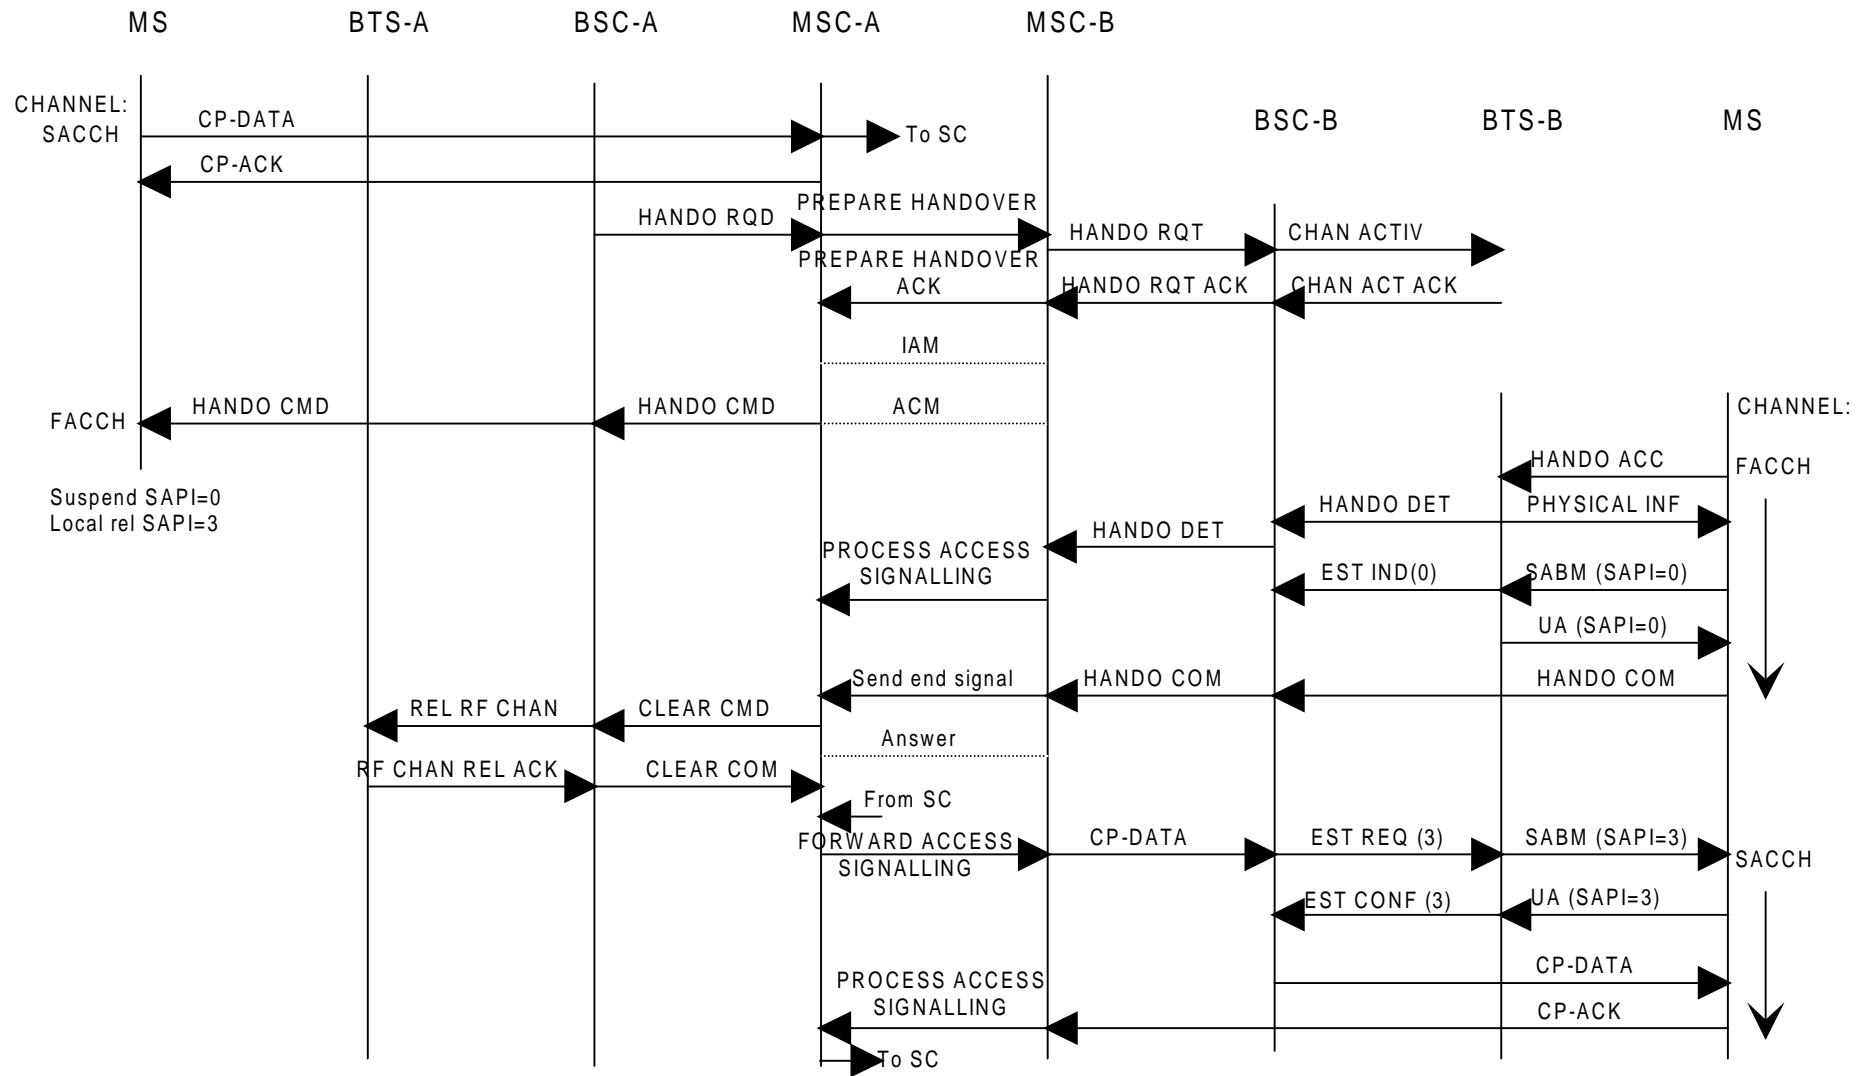 MS BTS-A BSC-A MSC-A MSC-B
CHANNEL:
SACCH
CP-DATA
To SC
BSC-B BTS-B MS
CP-ACK
PREPARE HANDOVER
HANDO RQD
HANDO RQT
CHAN ACTIV
PREPARE HANDOVER
ACK
HANDO RQT ACK
CHAN ACT ACK
IAM
FACCH
HANDO CMD
HANDO CMD
ACM
CHANNEL:
HANDO ACC
FACCH
Suspend SAPI=0
Local rel SAPI=3
HANDO DET
PHYSICAL INF
HANDO DET
PROCESS ACCESS
SIGNALLING
EST IND(0)
SABM (SAPI=0)
UA (SAPI=0)
Send end signal
HANDO COM
HANDO COM
REL RF CHAN
CLEAR CMD
Answer
RF CHAN REL ACK
CLEAR COM
From SC
FORWARD ACCESS
SIGNALLING
CP-DATA
EST REQ (3)
SABM (SAPI=3)
SACCH
EST CONF (3)
UA (SAPI=3)
CP-DATA
PROCESS ACCESS
SIGNALLING
CP-ACK
To SC